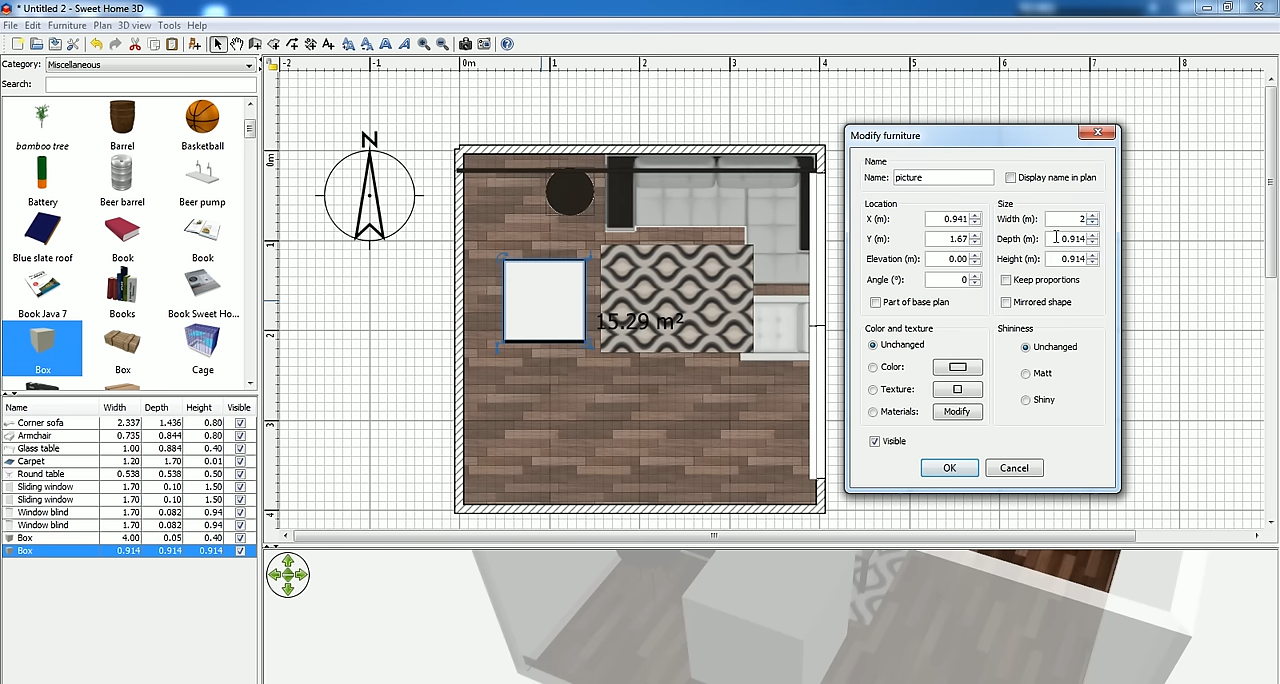 * Untitled 2 - Sweet Home 3D
File Edit Furniture Plan 3D view Tools Help
Category: Miscellaneous
Search:
bamboo tree Barrel Basketball
Battery Beer barrel Beer pump
Blue slate roof Book Book
Book Java 7 Books Book Sweet Ho...
Box Box Cage
Name Width Depth Height Visible
Corner sofa 2.337 1.436 0.80
Armchair 0.735 0.844 0.80
Glass table 1.00 0.884 0.40
Carpet 1.20 1.70 0.01
Round table 0.538 0.538 0.50
Sliding window 1.70 0.10 1.50
Sliding window 1.70 0.10 1.50
Window blind 1.70 0.082 0.94
Window blind 1.70 0.082 0.94
Box 4.00 0.05 0.40
Box 0.914 0.914 0.914
-2 -1 0m 1 2 3 4 5 6 7 8
0m
1
2
3
4
N
15.29 m²
Modify furniture
Name
Name: picture Display name in plan
Location
X (m): 0.941
Y (m): 1.67
Elevation (m): 0.00
Angle (º): 0
Part of base plan
Size
Width (m): 2
Depth (m): 0.914
Height (m): 0.914
Keep proportions
Mirrored shape
Color and texture
Unchanged
Color:
Texture:
Materials: Modify
Shininess
Unchanged
Matt
Shiny
Visible
OK Cancel